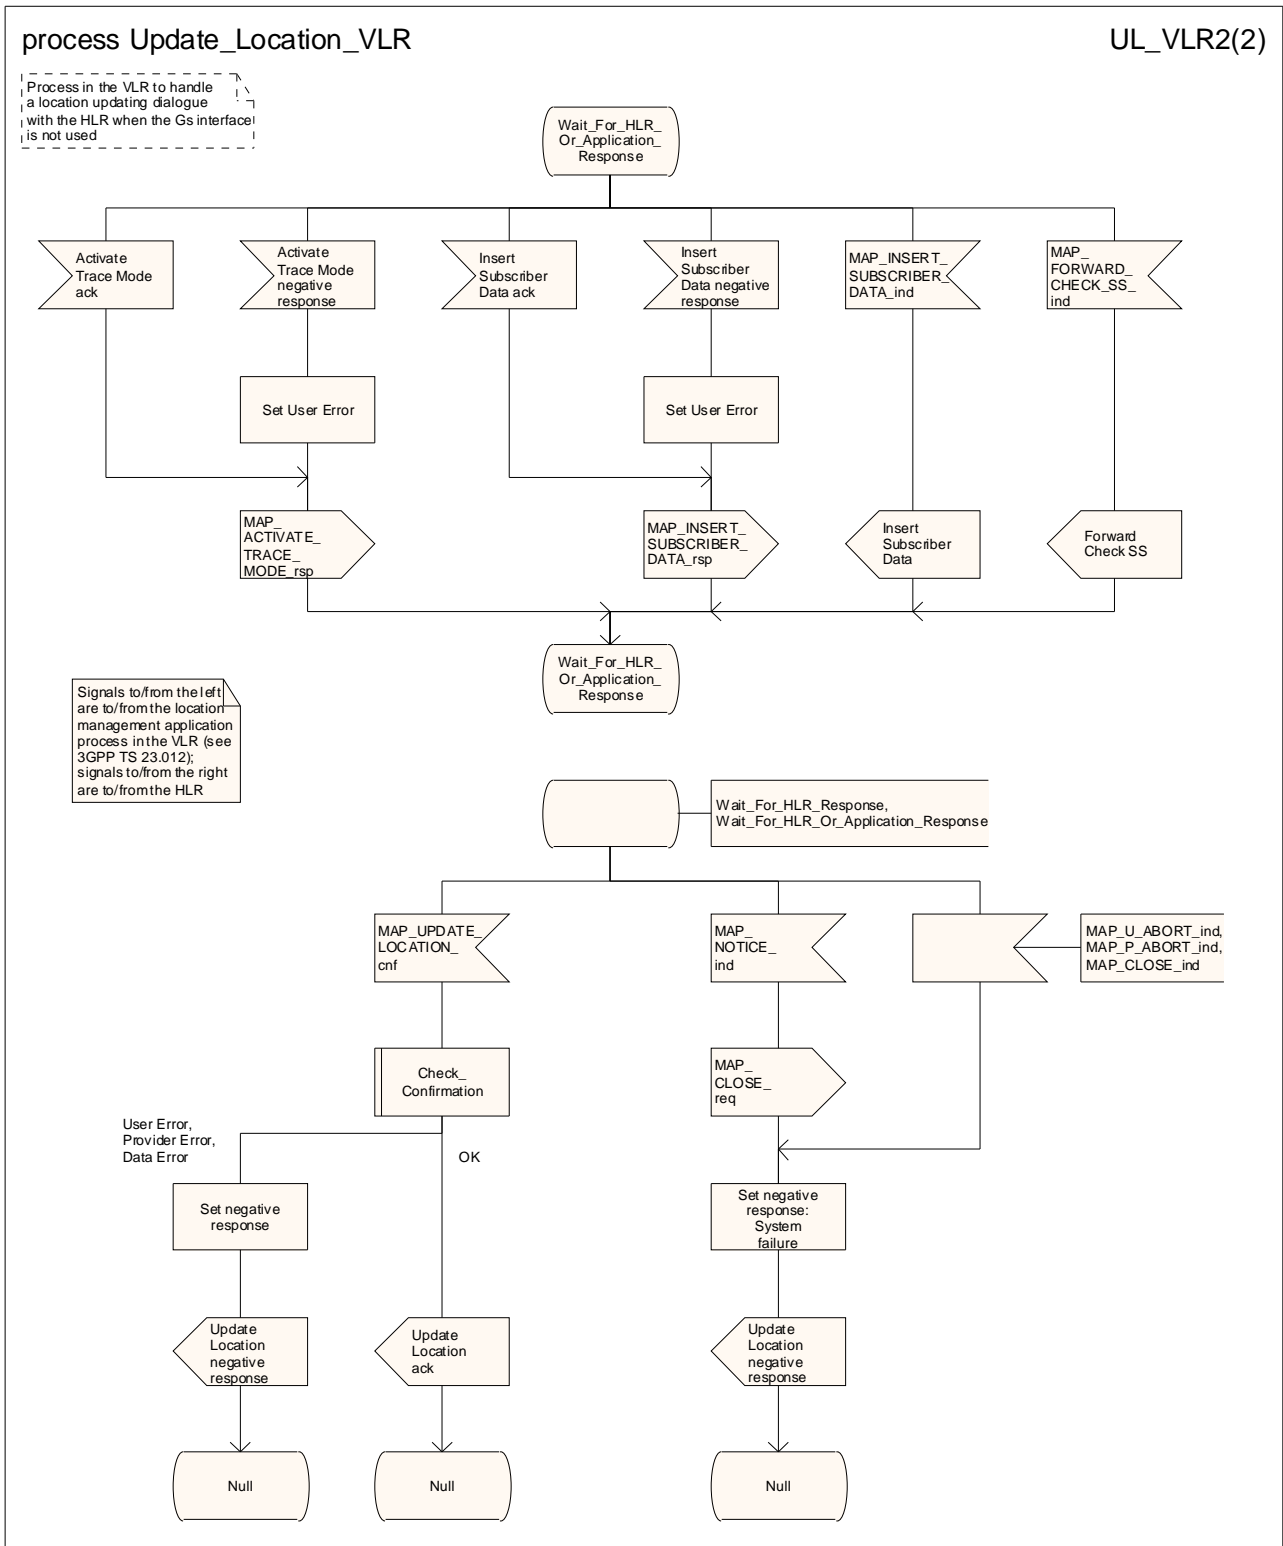 process Update_Location_VLR
UL_VLR2(2)
Process in the VLR to handle
a location updating dialogue
with the HLR when the Gs interface
is not used
Wait_For_HLR_
Or_Application_
Response
Activate
Trace Mode
ack
Activate
Trace Mode
negative
response
Insert
Subscriber
Data ack
Insert
Subscriber
Data negative
response
MAP_INSERT_
SUBSCRIBER_
DATA_ind
MAP_
FORWARD_
CHECK_SS_
ind
Set User Error
Set User Error
MAP_
ACTIVATE_
TRACE_
MODE_rsp
MAP_INSERT_
SUBSCRIBER_
DATA_rsp
Insert
Subscriber
Data
Forward
Check SS
Wait_For_HLR_
Or_Application_
Response
Signals to/from the left
are to/from the location
management application
process in the VLR (see
3GPP TS 23.012);
signals to/from the right
are to/from the HLR
Wait_For_HLR_Response,
Wait_For_HLR_Or_Application_Response
MAP_UPDATE_
LOCATION_
cnf
MAP_
NOTICE_
ind
MAP_U_ABORT_ind,
MAP_P_ABORT_ind,
MAP_CLOSE_ind
Check_
Confirmation
MAP_
CLOSE_
req
User Error,
Provider Error,
Data Error
OK
Set negative
response
Set negative
response:
System
failure
Update
Location
negative
response
Update
Location
ack
Update
Location
negative
response
Null
Null
Null